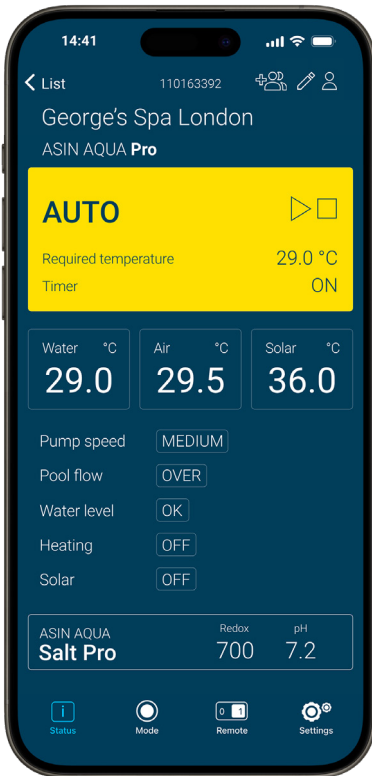 14:41
List 110163392
George's Spa London
ASIN AQUA Pro
AUTO
Required temperature 29.0 °C
Timer ON
Water °C Air °C Solar °C
29.0 29.5 36.0
Pump speed MEDIUM
Pool flow OVER
Water level OK
Heating OFF
Solar OFF
ASIN AQUA Redox pH
Salt Pro 700 7.2
i 0 1
Status Mode Remote Settings